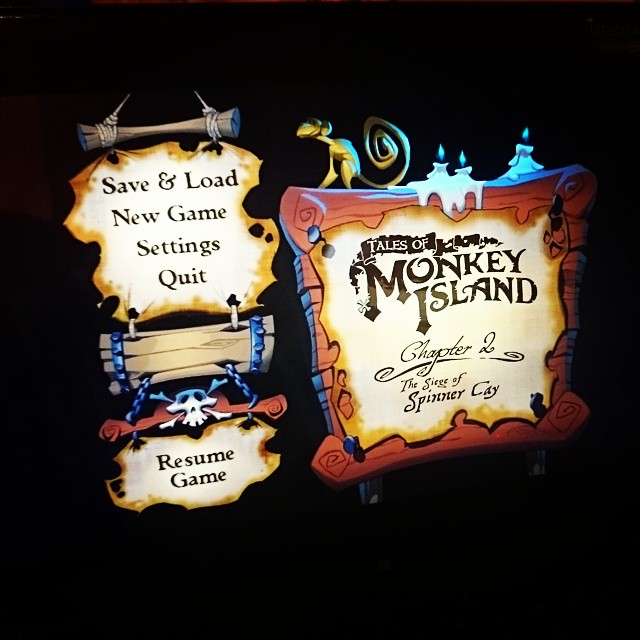 Save & Load
New Game
Settings
Quit
Resume
Game
TALES OF
MONKEY
ISLAND
Chapter 2
The Siege of
Spinner Cay